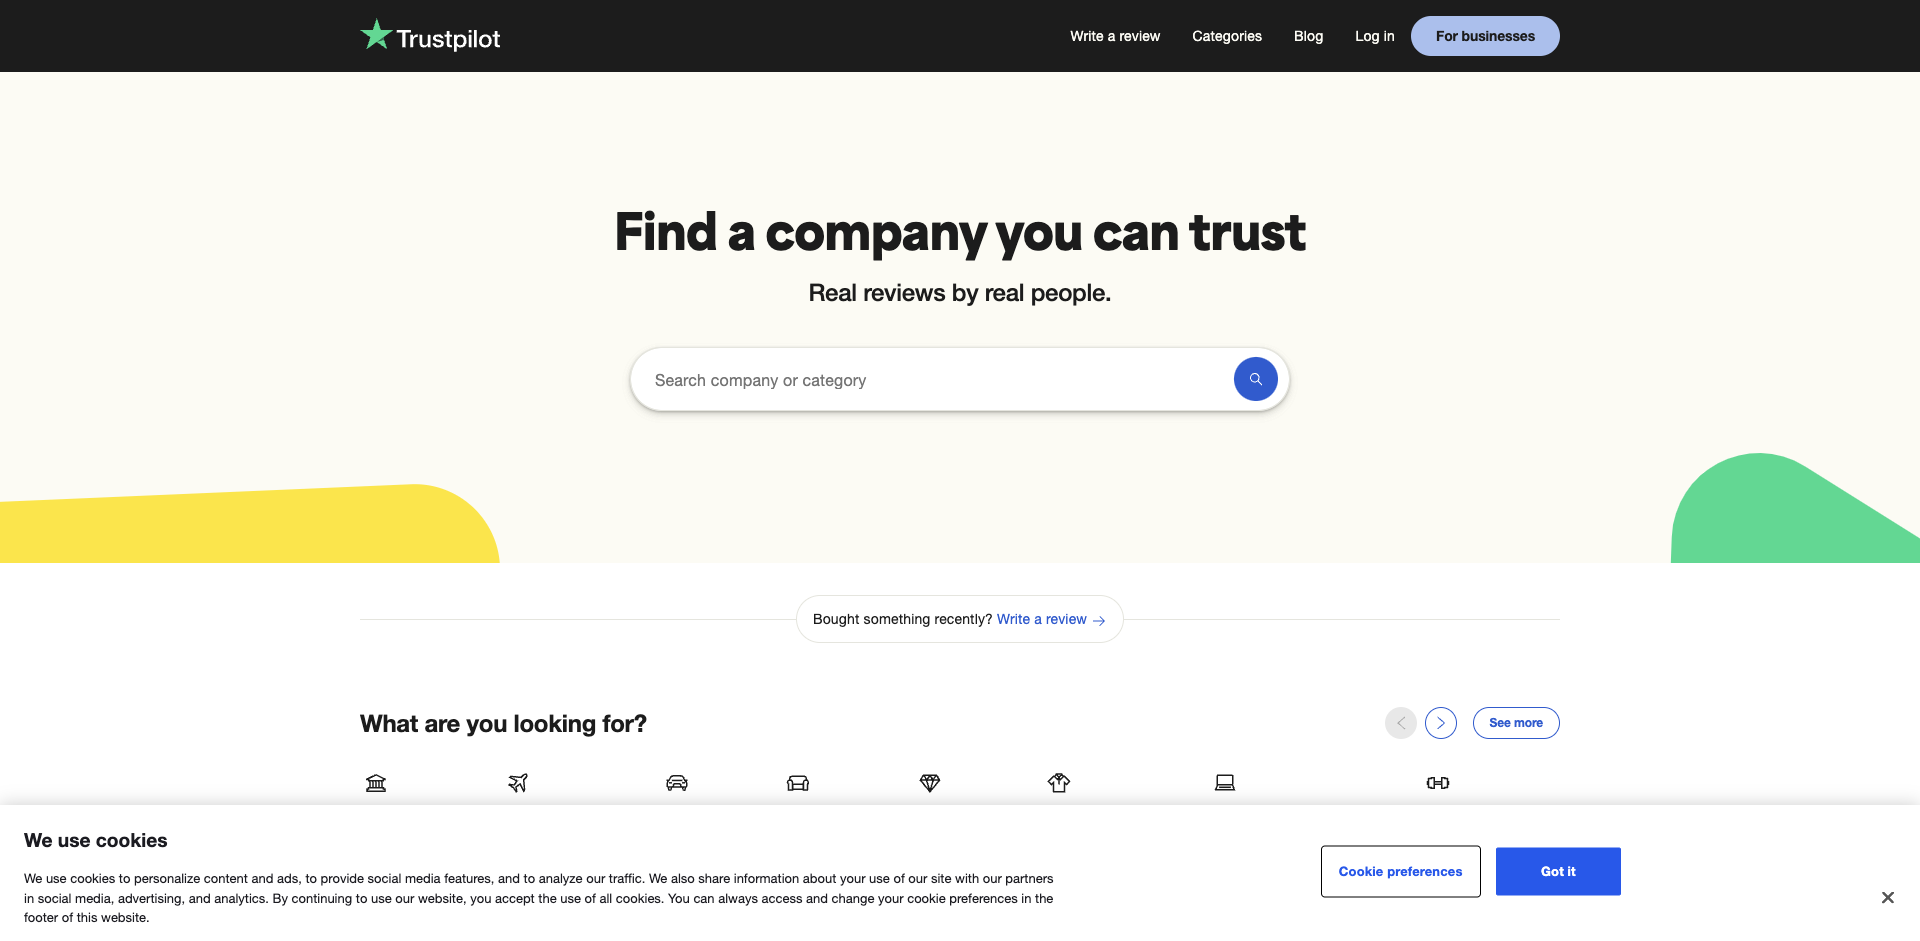 Trustpilot
Write a review
Categories
Blog
Log in
For businesses
Find a company you can trust
Real reviews by real people.
Search company or category
Bought something recently? Write a review
What are you looking for?
See more
We use cookies
We use cookies to personalize content and ads, to provide social media features, and to analyze our traffic. We also share information about your use of our site with our partners
in social media, advertising, and analytics. By continuing to use our website, you accept the use of all cookies. You can always access and change your cookie preferences in the
footer of this website.
Cookie preferences
Got it